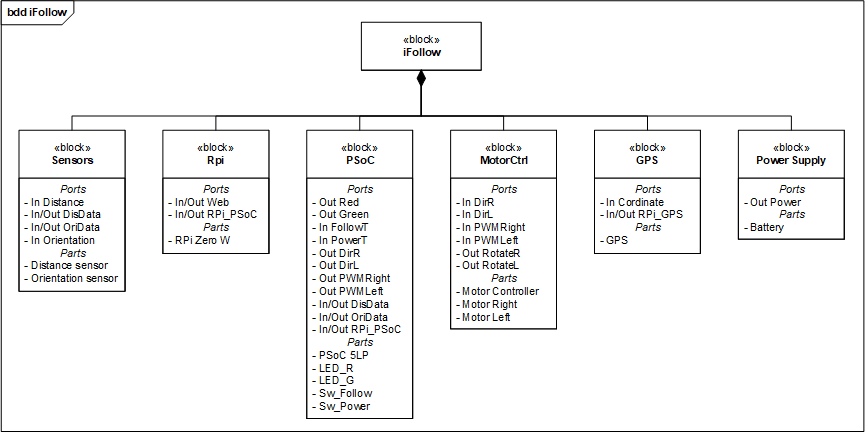 bdd iFollow
«block»
iFollow
«block»
Sensors
Ports
- In Distance
- In/Out DisData
- In/Out OriData
- In Orientation
Parts
- Distance sensor
- Orientation sensor
«block»
Rpi
Ports
- In/Out Web
- In/Out RPi_PSoC
Parts
- RPi Zero W
«block»
PSoC
Ports
- Out Red
- Out Green
- In FollowT
- In PowerT
- Out DirR
- Out DirL
- Out PWMRight
- Out PWMLeft
- In/Out DisData
- In/Out OriData
- In/Out RPi_PSoC
Parts
- PSoC 5LP
- LED_R
- LED_G
- Sw_Follow
- Sw_Power
«block»
MotorCtrl
Ports
- In DirR
- In DirL
- In PWMRight
- In PWMLeft
- Out RotateR
- Out RotateL
Parts
- Motor Controller
- Motor Right
- Motor Left
«block»
GPS
Ports
- In Cordinate
- In/Out RPi_GPS
Parts
- GPS
«block»
Power Supply
Ports
- Out Power
Parts
- Battery